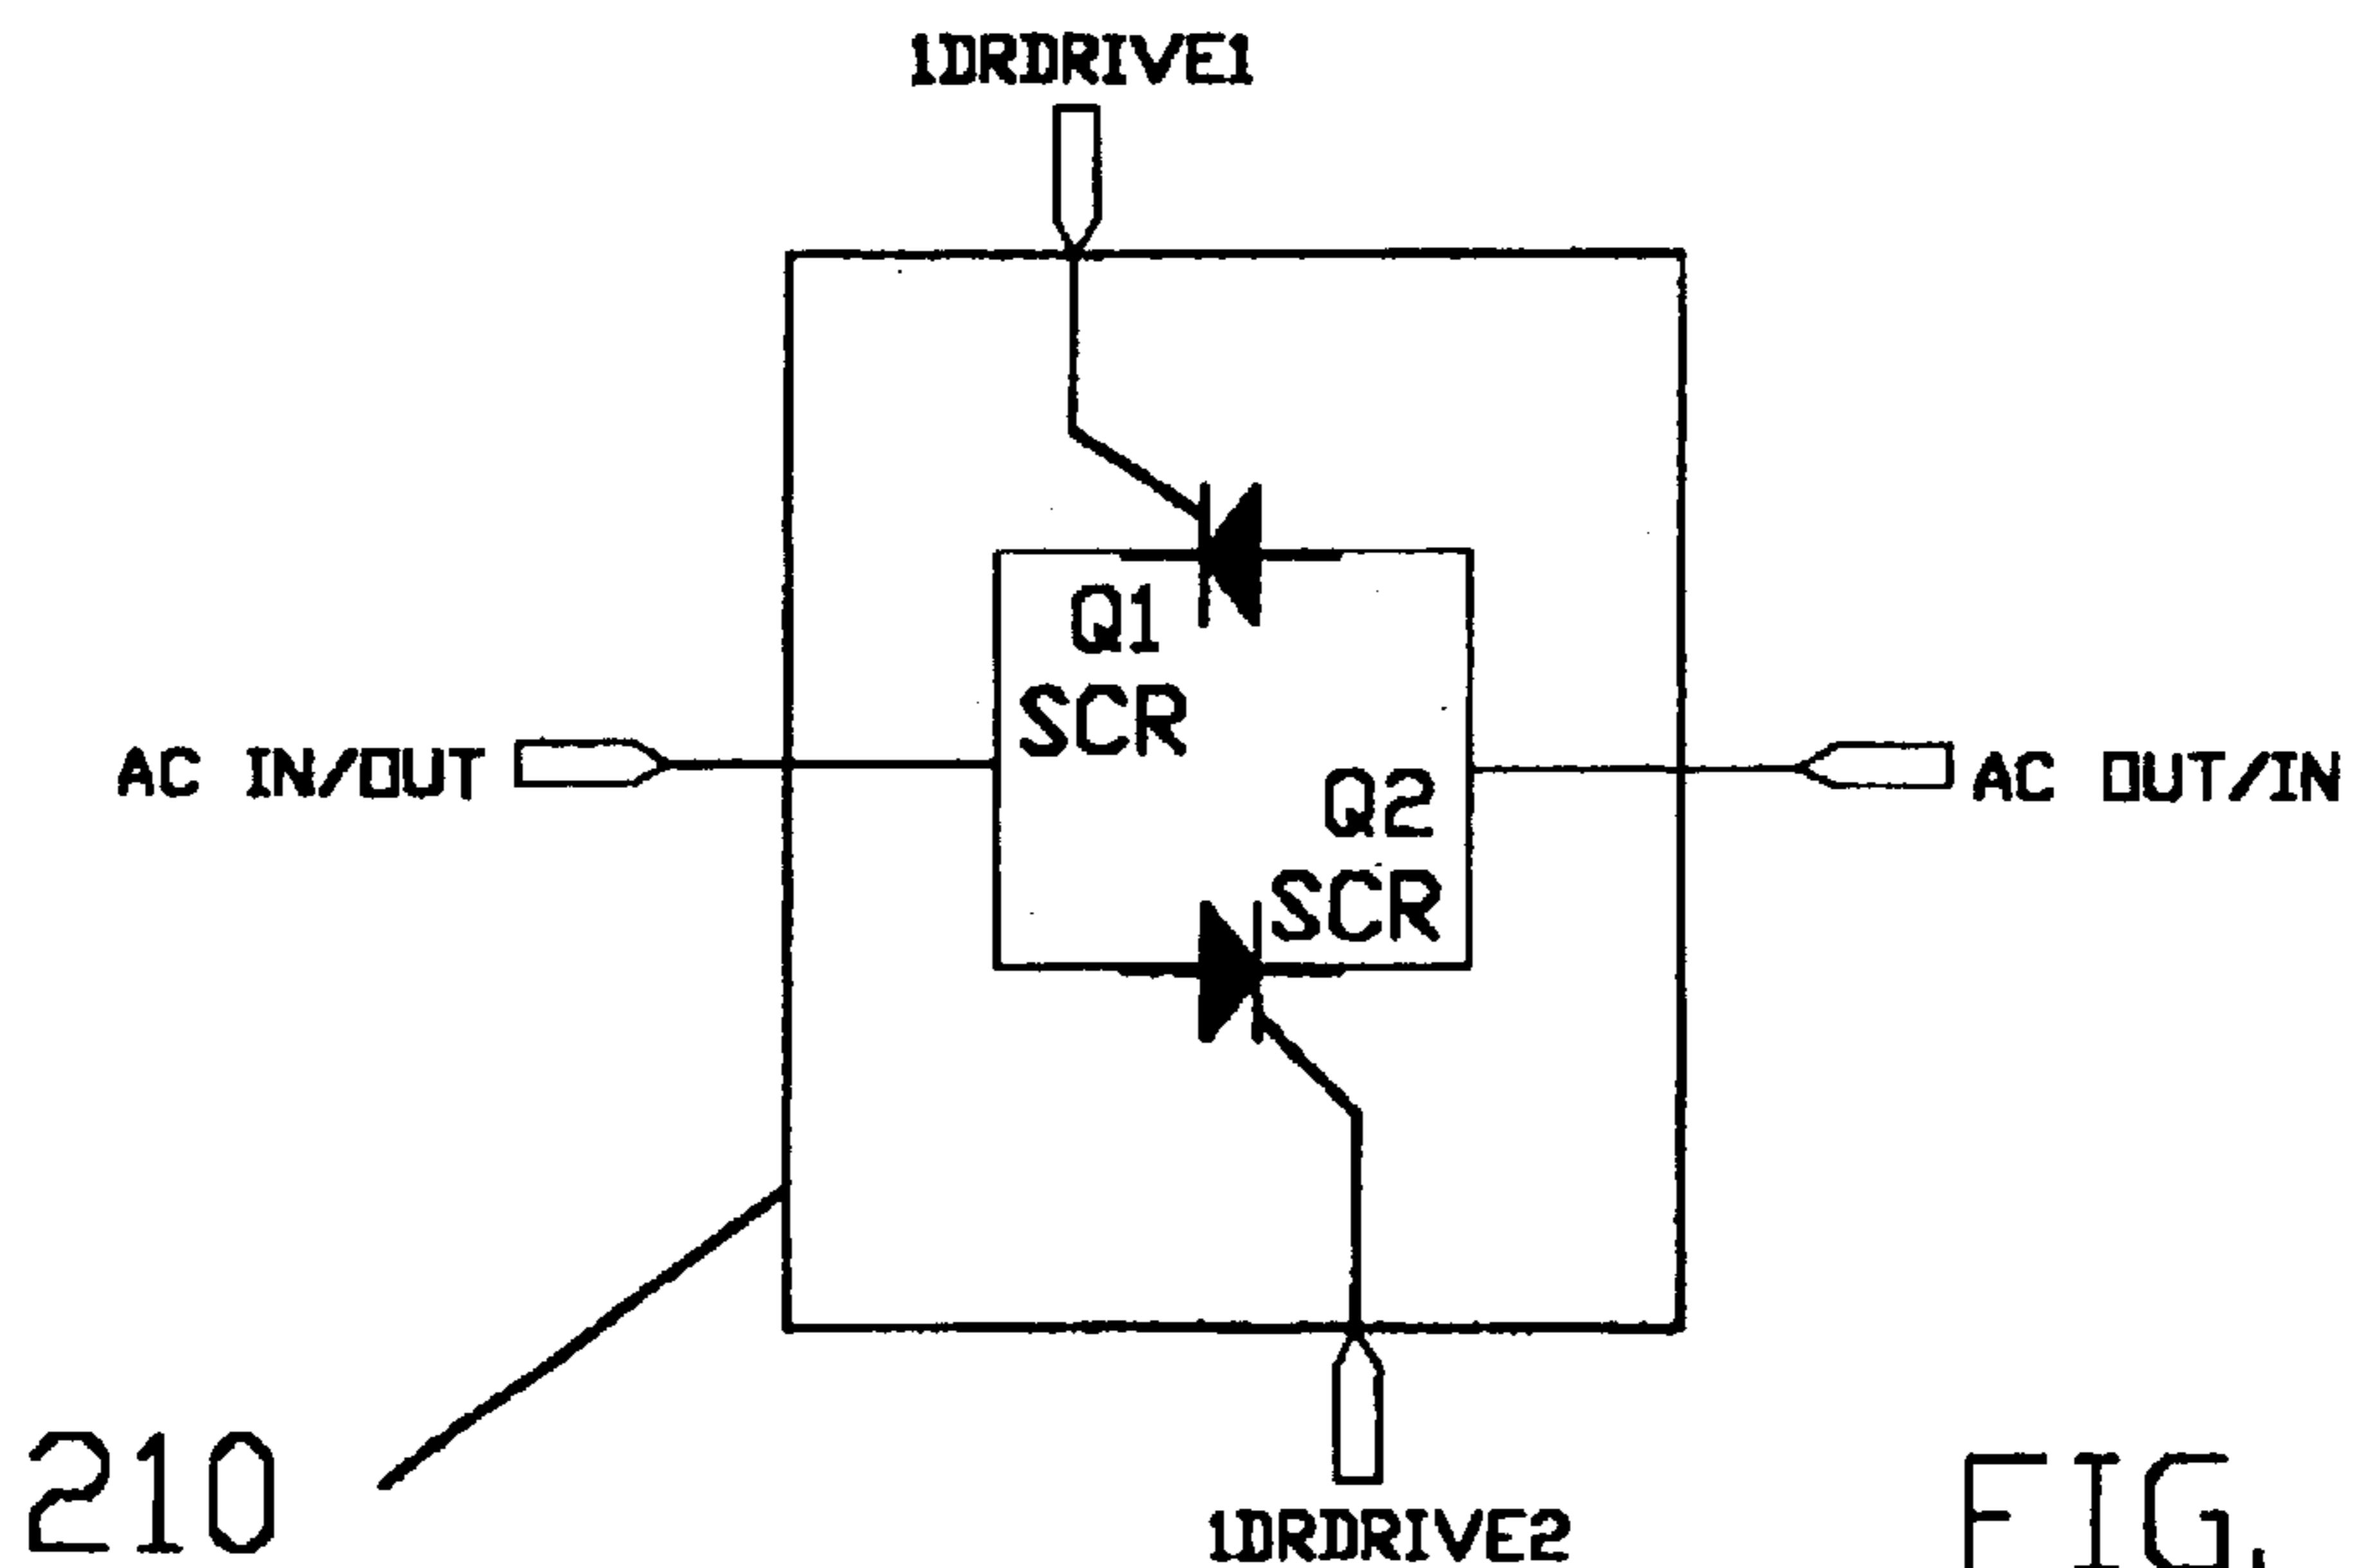 1DRDRIVE1
Q1
SCR
AC IN/OUT
AC OUT/IN
Q2
SCR
210
1DRDRIVE2
FIG.